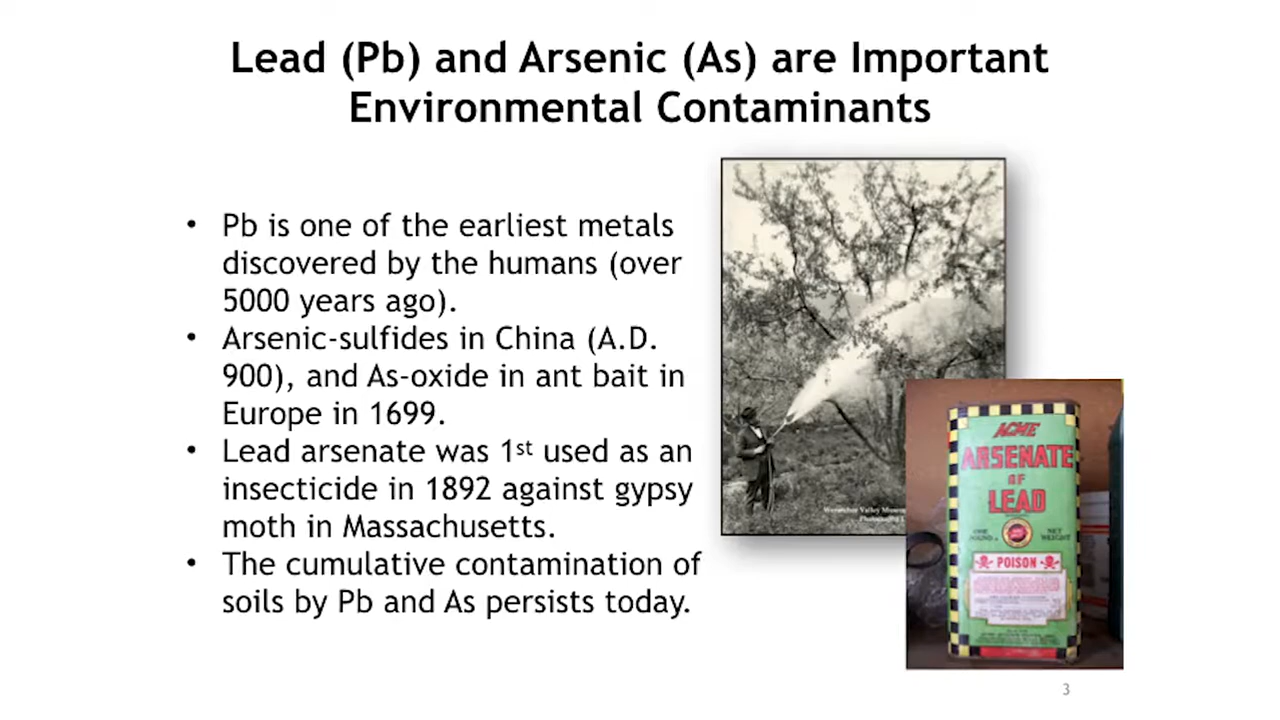 Lead (Pb) and Arsenic (As) are Important
Environmental Contaminants
• Pb is one of the earliest metals
discovered by the humans (over
5000 years ago).
• Arsenic-sulfides in China (A.D.
900), and As-oxide in ant bait in
Europe in 1699.
• Lead arsenate was 1st used as an
insecticide in 1892 against gypsy
moth in Massachusetts.
• The cumulative contamination of
soils by Pb and As persists today.
Wenatchee Valley Museum
ACME
ARSENATE
OF
LEAD
ONE NET
POUND WEIGHT
POISON
3